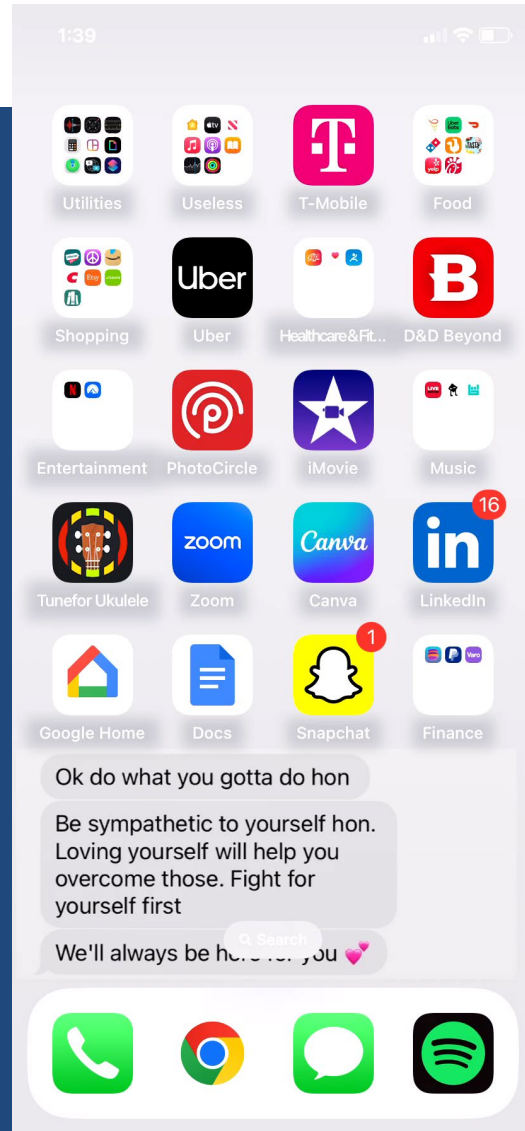 1:39
Utilities
Useless
T-Mobile
Food
Shopping
Uber
Uber
Healthcare & Fit...
B
D&D Beyond
Entertainment
PhotoCircle
iMovie
LIVE
Music
Tunefor Ukulele
zoom
Zoom
Canva
Canva
16
in
LinkedIn
Google Home
Docs
1
Snapchat
Varo
Finance
Ok do what you gotta do hon
Be sympathetic to yourself hon.
Loving yourself will help you
overcome those. Fight for
yourself first
Search
We'll always be here for you 💕